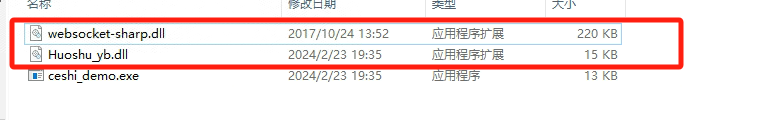 名称 修改日期 类型 大小
websocket-sharp.dll 2017/10/24 13:52 应用程序扩展 220 KB
Huoshu_yb.dll 2024/2/23 19:35 应用程序扩展 15 KB
ceshi_demo.exe 2024/2/23 19:35 应用程序 13 KB